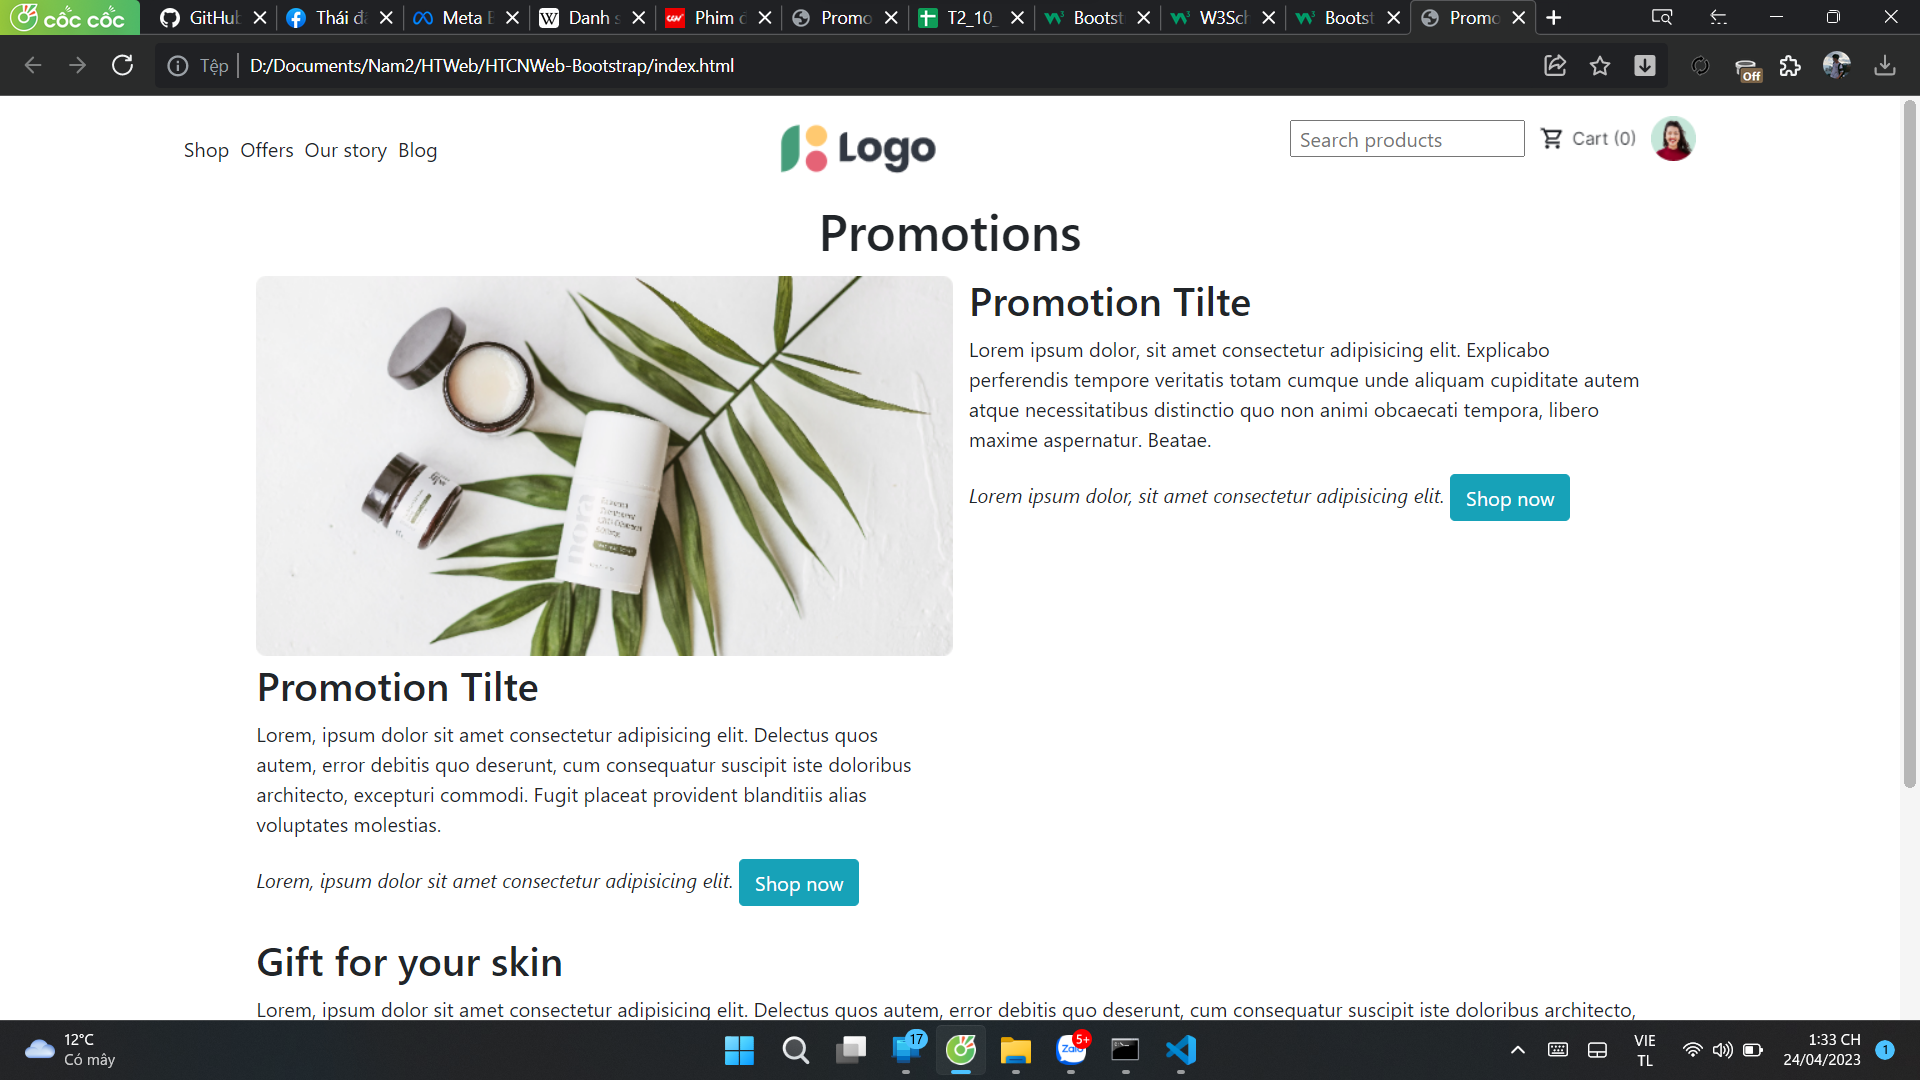 cốc cốc
GitHub
Thái đ
Meta
Danh s
Phim
Promo
T2_10_
Bootst
W3Sch
Bootst
Promo
Tệp
D:/Documents/Nam2/HTWeb/HTCNWeb-Bootstrap/index.html
Off
Shop Offers Our story Blog
Logo
Search products
Cart (0)
Promotions
Promotion Tilte
Lorem ipsum dolor, sit amet consectetur adipisicing elit. Explicabo
perferendis tempore veritatis totam cumque unde aliquam cupiditate autem
atque necessitatibus distinctio quo non animi obcaecati tempora, libero
maxime aspernatur. Beatae.
Lorem ipsum dolor, sit amet consectetur adipisicing elit. Shop now
nora
Promotion Tilte
Lorem, ipsum dolor sit amet consectetur adipisicing elit. Delectus quos
autem, error debitis quo deserunt, cum consequatur suscipit iste doloribus
architecto, excepturi commodi. Fugit placeat provident blanditiis alias
voluptates molestias.
Lorem, ipsum dolor sit amet consectetur adipisicing elit. Shop now
Gift for your skin
Lorem, ipsum dolor sit amet consectetur adipisicing elit. Delectus quos autem, error debitis quo deserunt, cum consequatur suscipit iste doloribus architecto,
12°C
Có mây
17
Zalo
5+
VIE
TL
1:33 CH
24/04/2023
1